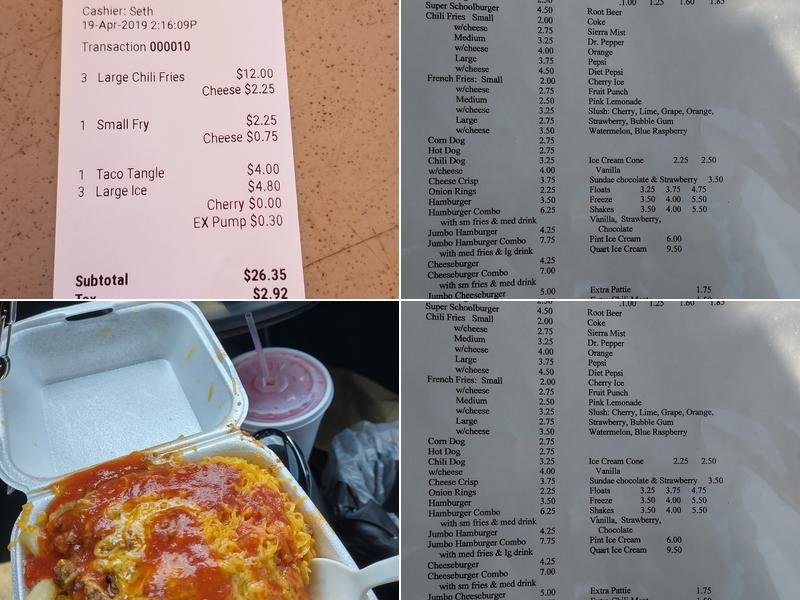 Cashier: Seth
19-Apr-2019 2:16:09P
Transaction 000010
3 Large Chili Fries $12.00
Cheese $2.25
1 Small Fry $2.25
Cheese $0.75
1 Taco Tangle $4.00
3 Large Ice $4.80
Cherry $0.00
EX Pump $0.30
Subtotal $26.35
Tax $2.92
Super Schoolburger 4.50
Chili Fries Small 2.00
w/cheese 2.75
Medium 3.25
w/cheese 4.00
Large 3.75
w/cheese 4.50
French Fries: Small 2.00
w/cheese 2.75
Medium 2.50
w/cheese 3.25
Large 2.75
w/cheese 3.50
Corn Dog 2.75
Hot Dog 2.75
Chili Dog 3.25
w/cheese 4.00
Cheese Crisp 3.75
Onion Rings 2.25
Hamburger 3.50
Hamburger Combo 6.25
with sm fries & med drink
Jumbo Hamburger 4.25
Jumbo Hamburger Combo 7.75
with med fries & lg drink
Cheeseburger 4.25
Cheeseburger Combo 7.00
with sm fries & med drink
Jumbo Cheeseburger 5.00
1.00 1.25 1.60 1.85
Root Beer
Coke
Sierra Mist
Dr. Pepper
Orange
Pepsi
Diet Pepsi
Cherry Ice
Fruit Punch
Pink Lemonade
Slush: Cherry, Lime, Grape, Orange,
Strawberry, Bubble Gum
Watermelon, Blue Raspberry
Ice Cream Cone 2.25 2.50
Vanilla
Sundae chocolate & Strawberry 3.50
Floats 3.25 3.75 4.75
Freeze 3.50 4.00 5.50
Shakes 3.50 4.00 5.50
Vanilla, Strawberry,
Chocolate
Pint Ice Cream 6.00
Quart Ice Cream 9.50
Extra Pattie 1.75
Super Schoolburger 4.50
Chili Fries Small 2.00
w/cheese 2.75
Medium 3.25
w/cheese 4.00
Large 3.75
w/cheese 4.50
French Fries: Small 2.00
w/cheese 2.75
Medium 2.50
w/cheese 3.25
Large 2.75
w/cheese 3.50
Corn Dog 2.75
Hot Dog 2.75
Chili Dog 3.25
w/cheese 4.00
Cheese Crisp 3.75
Onion Rings 2.25
Hamburger 3.50
Hamburger Combo 6.25
with sm fries & med drink
Jumbo Hamburger 4.25
Jumbo Hamburger Combo 7.75
with med fries & lg drink
Cheeseburger 4.25
Cheeseburger Combo 7.00
with sm fries & med drink
Jumbo Cheeseburger 5.00
1.00 1.25 1.60 1.85
Root Beer
Coke
Sierra Mist
Dr. Pepper
Orange
Pepsi
Diet Pepsi
Cherry Ice
Fruit Punch
Pink Lemonade
Slush: Cherry, Lime, Grape, Orange,
Strawberry, Bubble Gum
Watermelon, Blue Raspberry
Ice Cream Cone 2.25 2.50
Vanilla
Sundae chocolate & Strawberry 3.50
Floats 3.25 3.75 4.75
Freeze 3.50 4.00 5.50
Shakes 3.50 4.00 5.50
Vanilla, Strawberry,
Chocolate
Pint Ice Cream 6.00
Quart Ice Cream 9.50
Extra Pattie 1.75